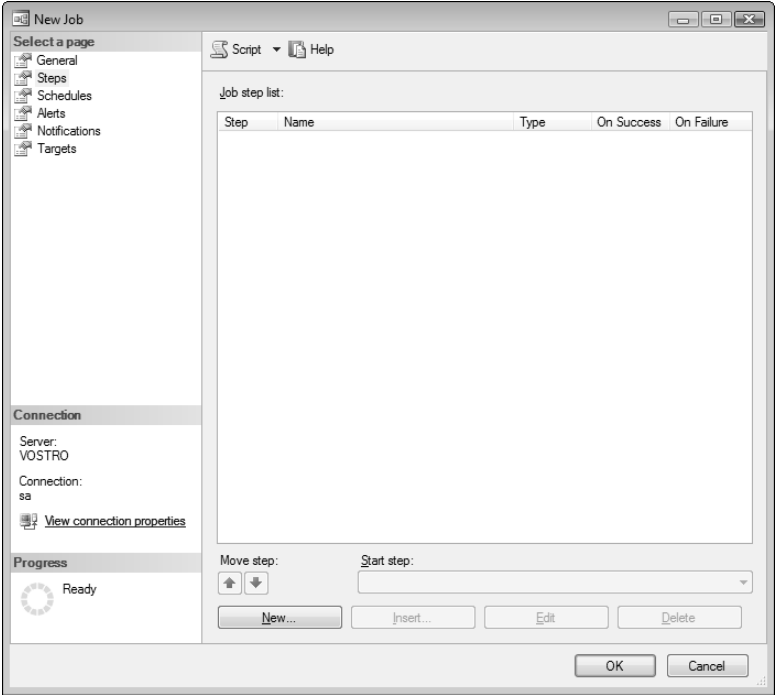 New Job
Select a page
General
Steps
Schedules
Alerts
Notifications
Targets
Script Help
Job step list:
Step Name Type On Success On Failure
Connection
Server:
VOSTRO
Connection:
sa
View connection properties
Progress
Ready
Move step: Start step:
New... Insert... Edit Delete
OK Cancel